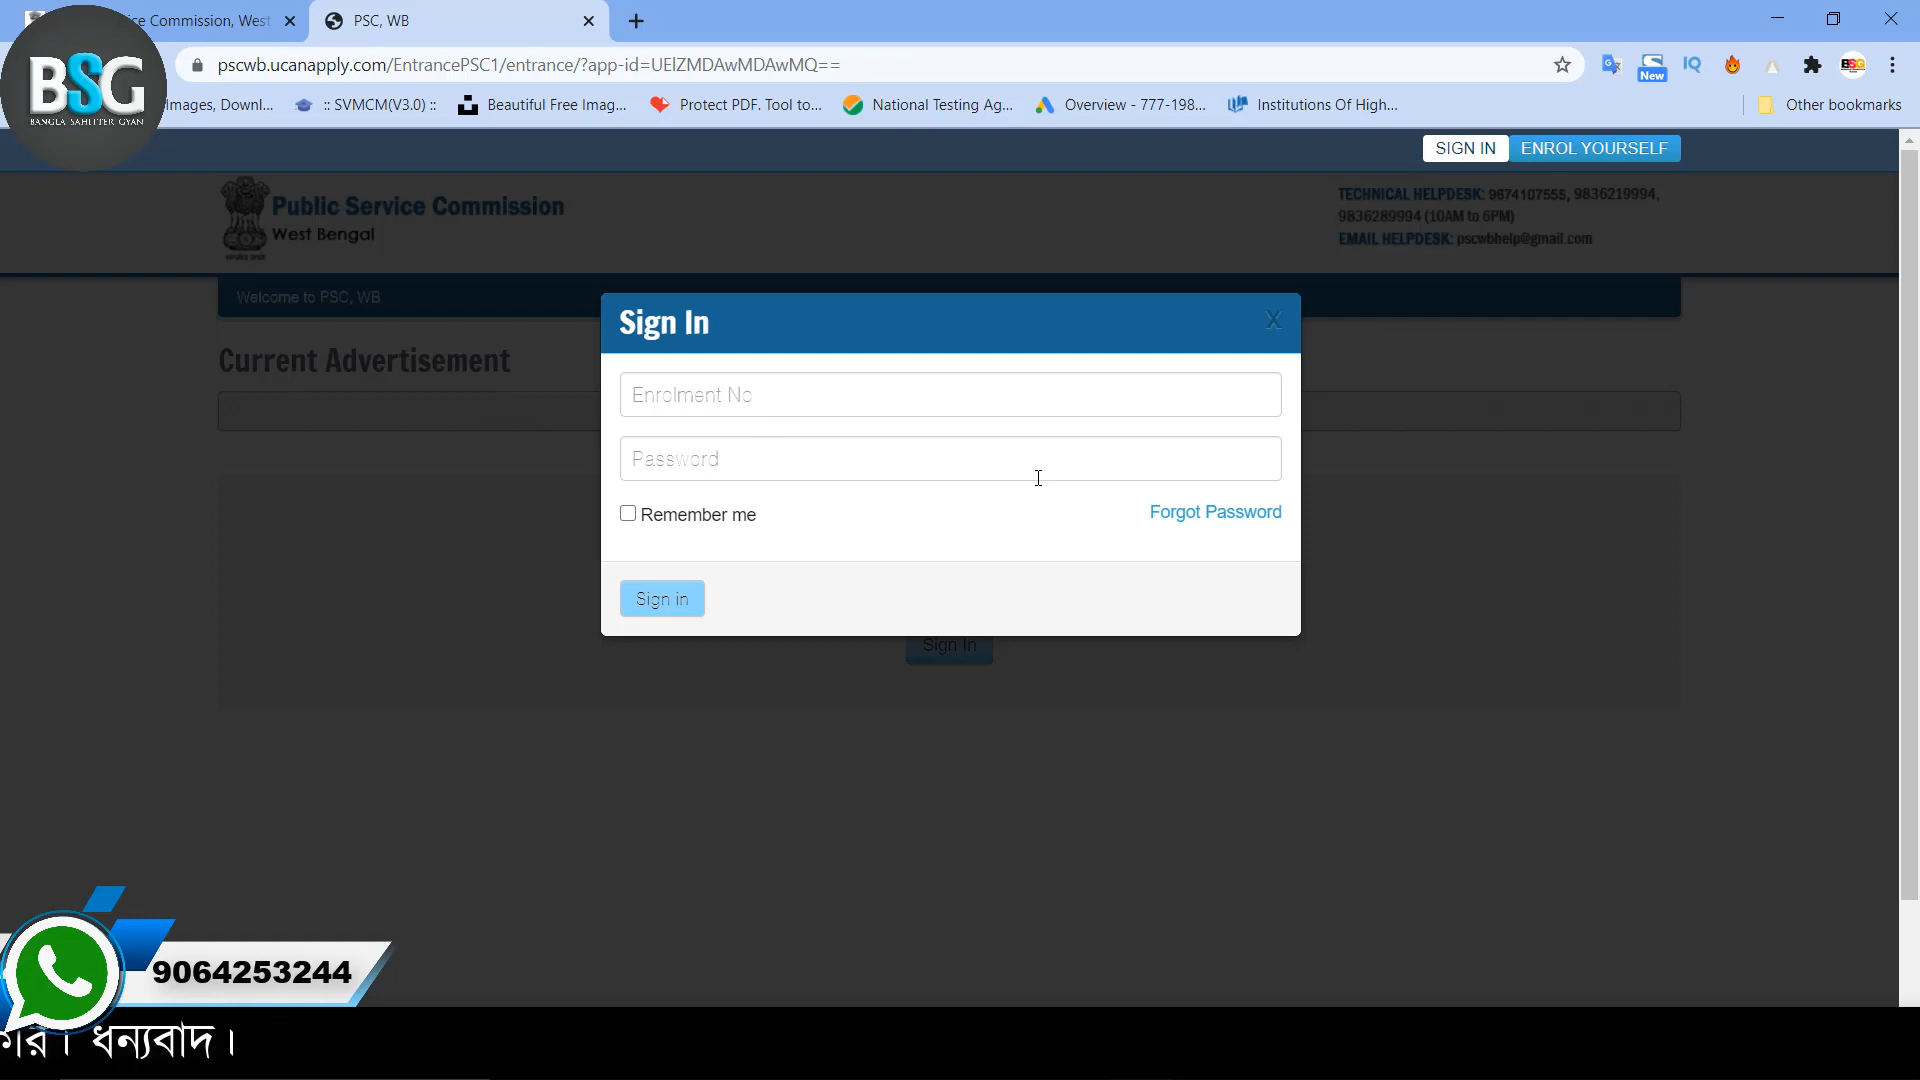 ce Commission, West
PSC, WB
pscwb.ucanapply.com/EntrancePSC1/entrance/?app-id=UElZMDAwMDAwMQ==
New
IQ
BSG
BANGLA SAHITTER GYAN
Images, Downl...
:: SVMCM(V3.0) ::
Beautiful Free Imag...
Protect PDF. Tool to...
National Testing Ag...
Overview - 777-198...
Institutions Of High...
Other bookmarks
SIGN IN
ENROL YOURSELF
Public Service Commission
West Bengal
TECHNICAL HELPDESK: 9874107555, 9836219994,
9836289994 (10AM to 6PM)
EMAIL HELPDESK: pscwbhelp@gmail.com
Welcome to PSC, WB
Current Advertisement
Sign In
X
Enrolment No
Password
Remember me
Forgot Password
Sign in
Sign In
9064253244
ধন্যবাদ।